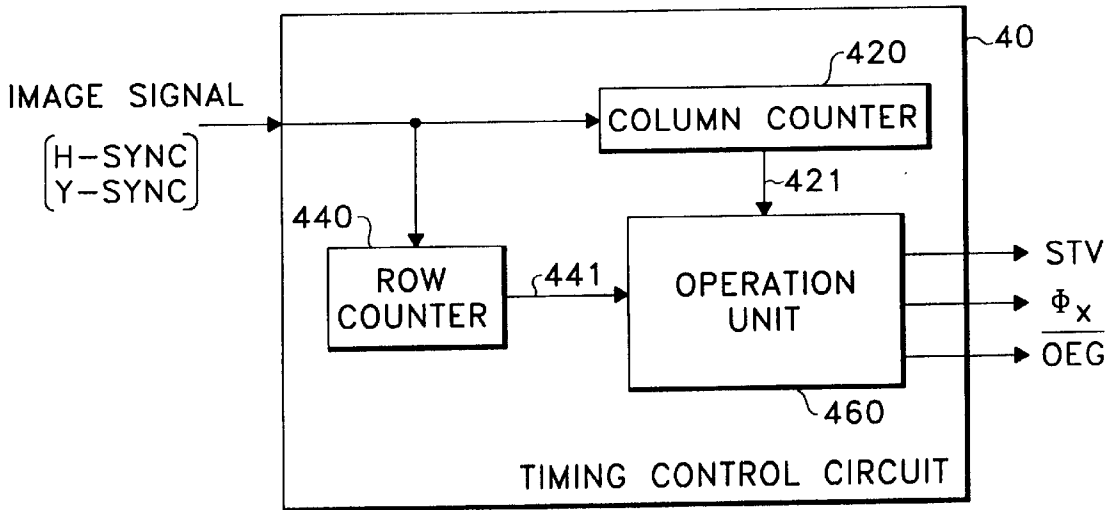 40
420
IMAGE SIGNAL
COLUMN COUNTER
[H-SYNC
Y-SYNC]
421
440
ROW
COUNTER
441
OPERATION
UNIT
STV
Φx
O̅E̅G̅
460
TIMING CONTROL CIRCUIT